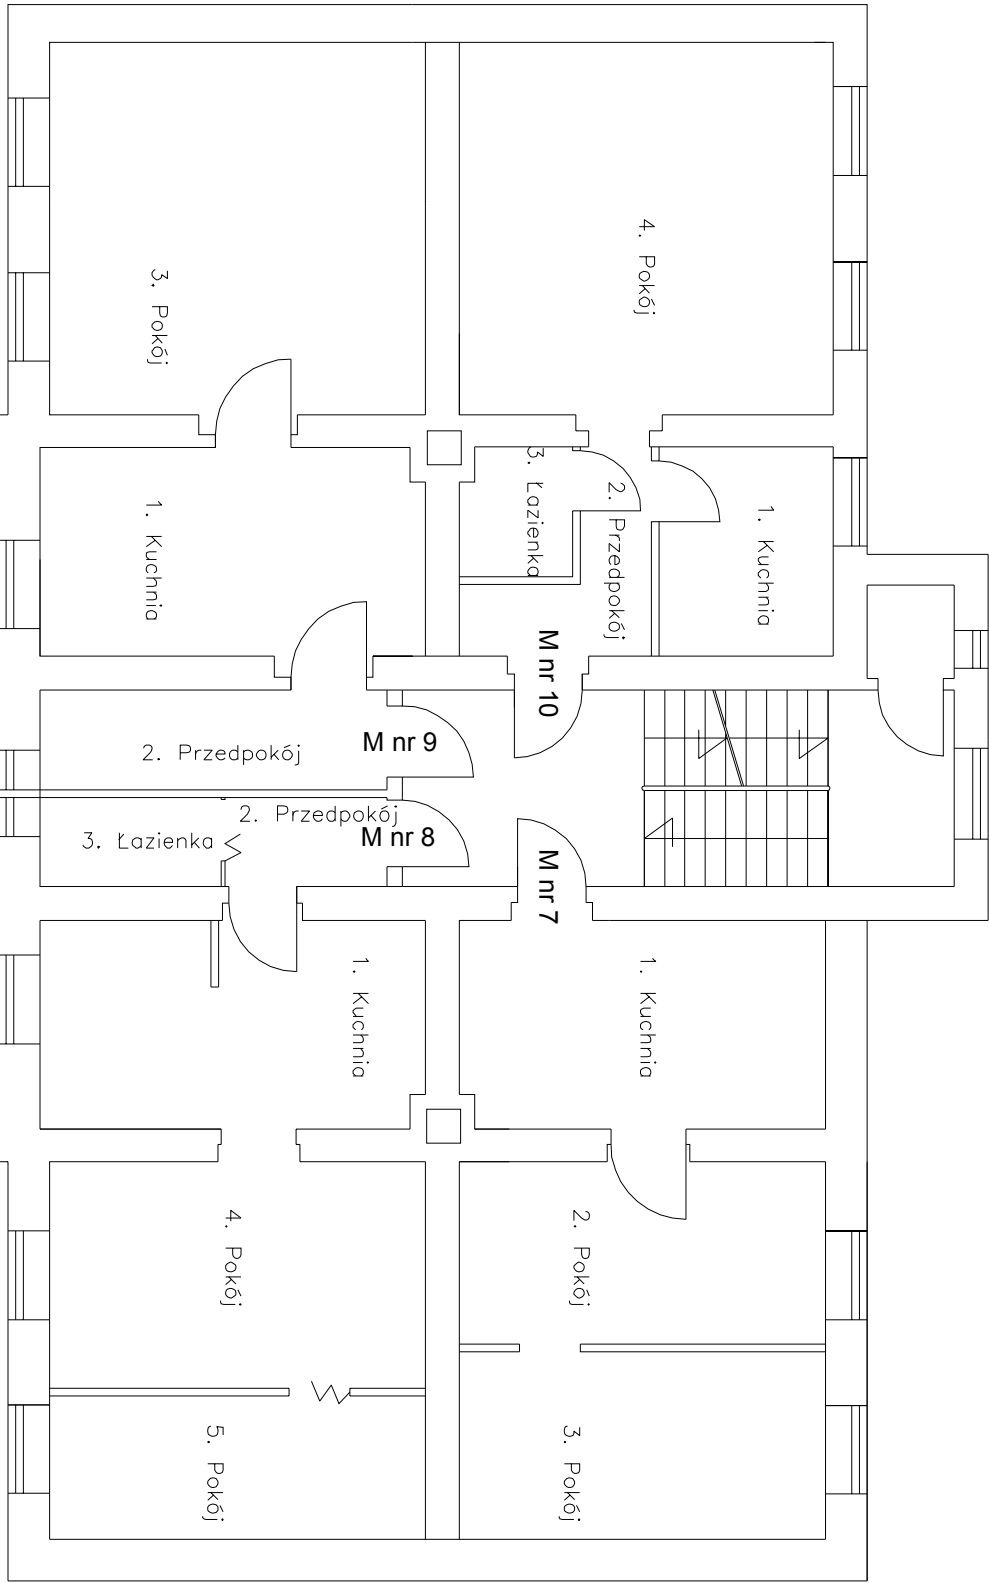 4. Pokój
3. Pokój
3. Łazienka
2. Przedpokój
1. Kuchnia
1. Kuchnia
M nr 10
M nr 9
2. Przedpokój
2. Przedpokój
M nr 8
3. Łazienka
M nr 7
1. Kuchnia
1. Kuchnia
4. Pokój
2. Pokój
5. Pokój
3. Pokój